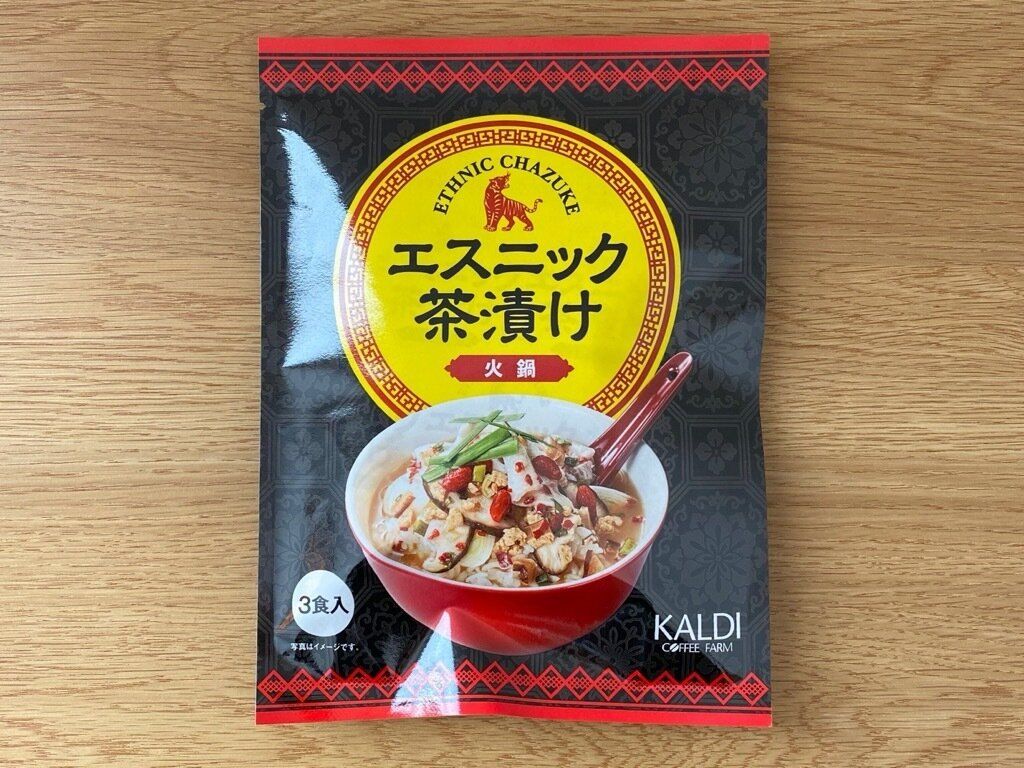 ETHNIC CHAZUKE
エスニック
茶漬け
火鍋
3食入
写真はイメージです。
KALDI
COFFEE FARM